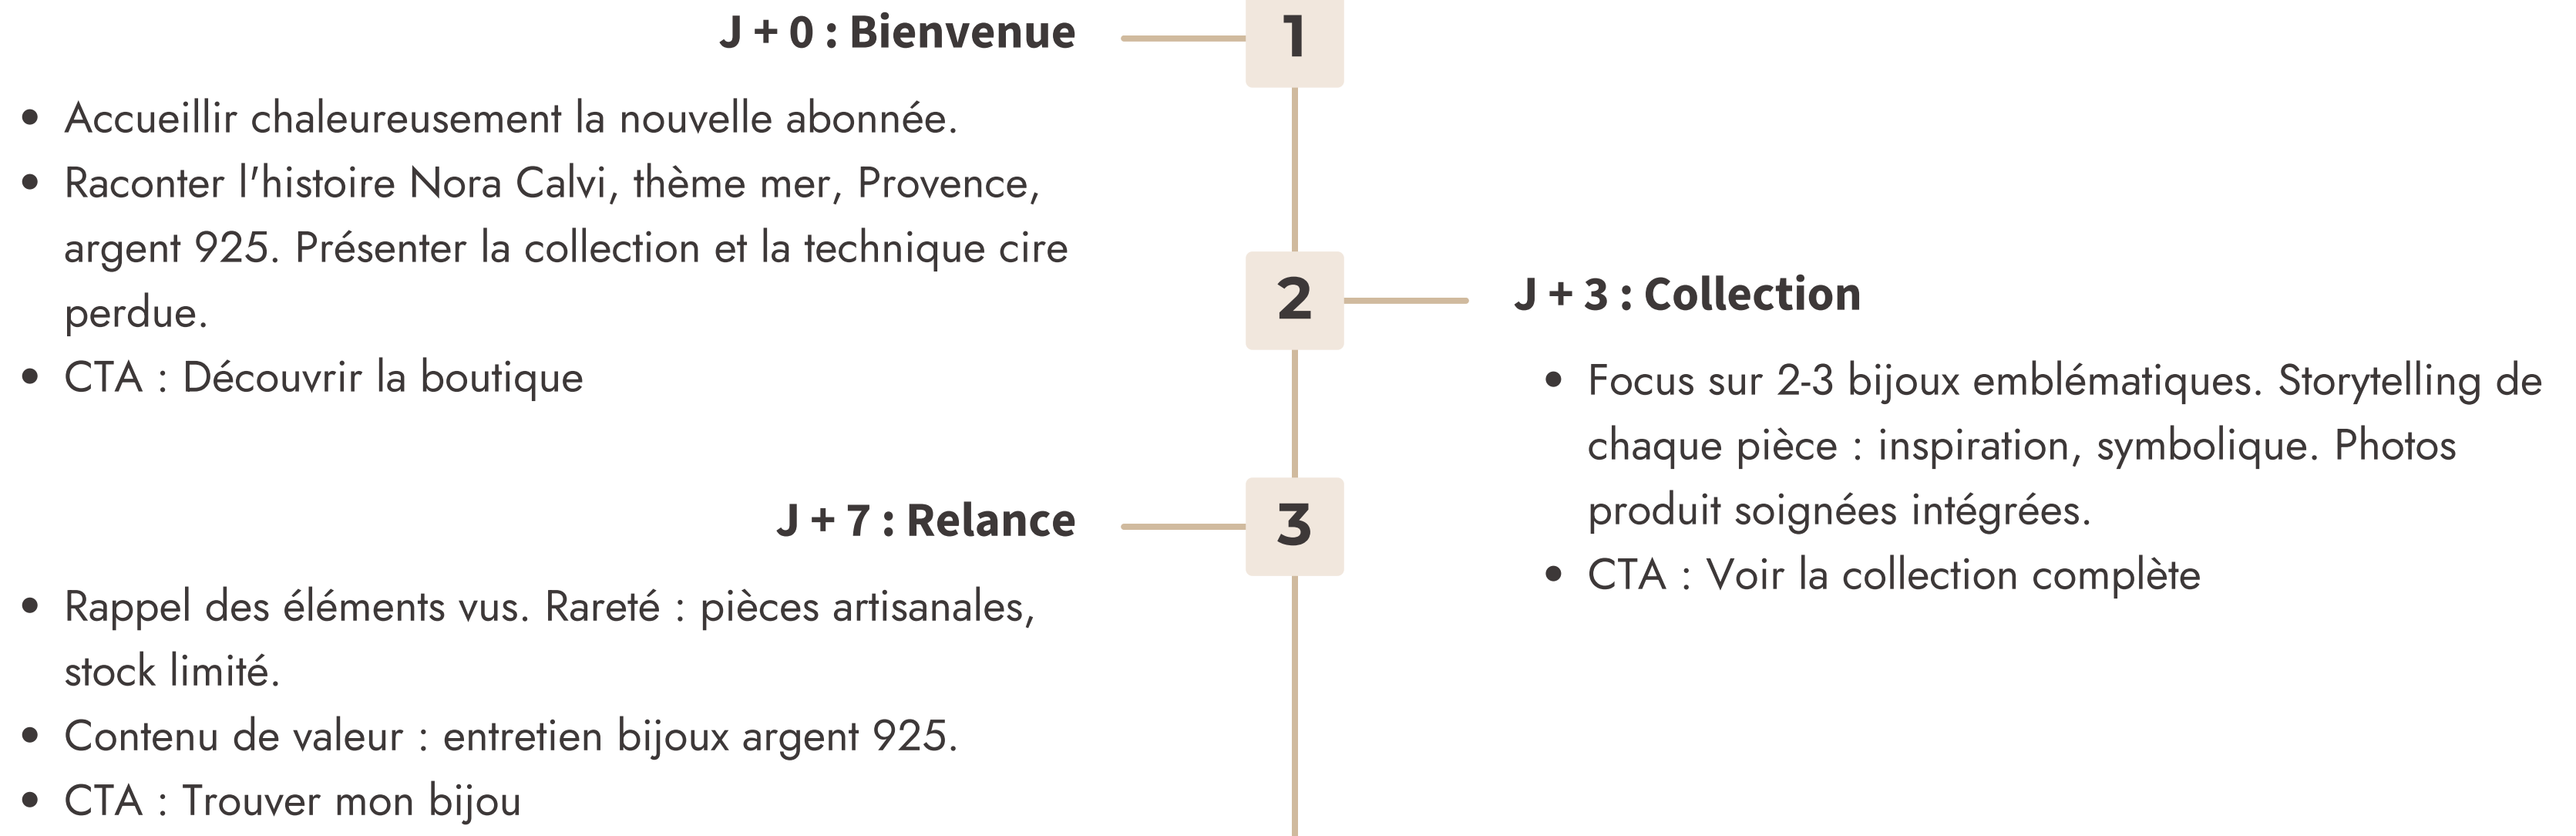 J + 0 : Bienvenue
1
• Accueillir chaleureusement la nouvelle abonnée.
• Raconter l'histoire Nora Calvi, thème mer, Provence,
argent 925. Présenter la collection et la technique cire
perdue.
• CTA : Découvrir la boutique
2
J + 3 : Collection
• Focus sur 2-3 bijoux emblématiques. Storytelling de
chaque pièce : inspiration, symbolique. Photos
produit soignées intégrées.
• CTA : Voir la collection complète
J + 7 : Relance
3
• Rappel des éléments vus. Rareté : pièces artisanales,
stock limité.
• Contenu de valeur : entretien bijoux argent 925.
• CTA : Trouver mon bijou